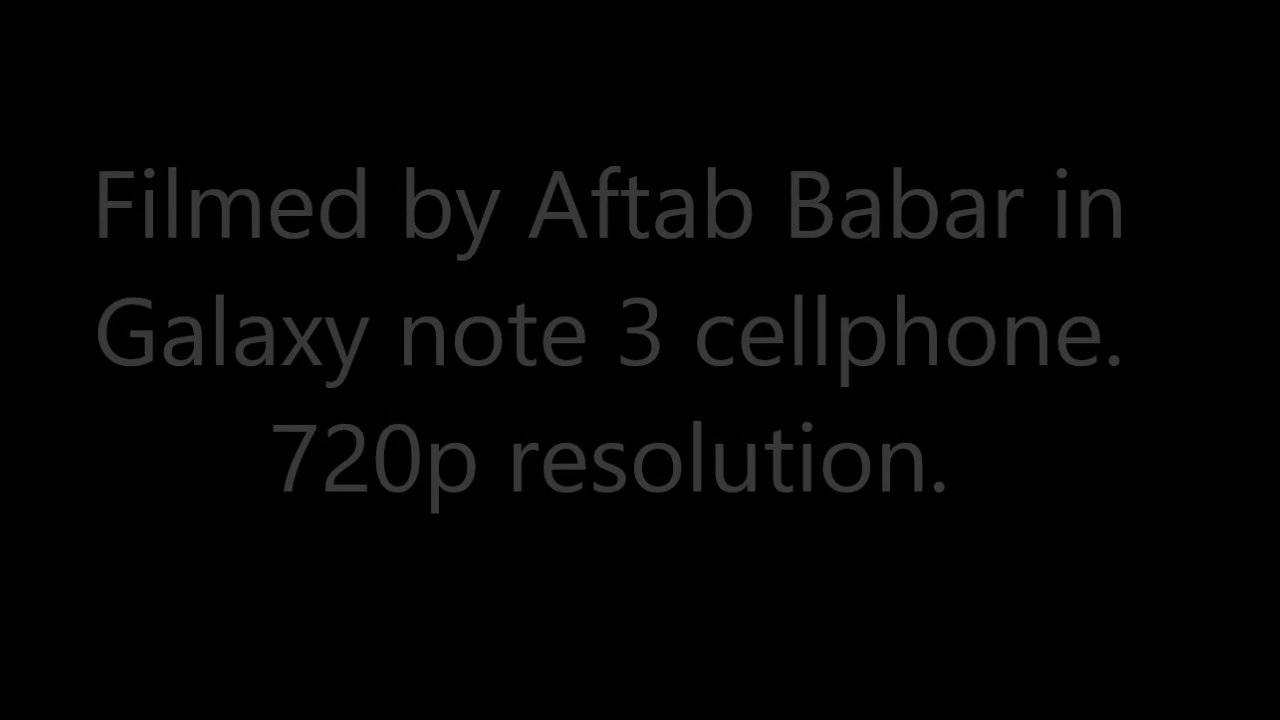 Filmed by Aftab Babar in
Galaxy note 3 cellphone.
720p resolution.